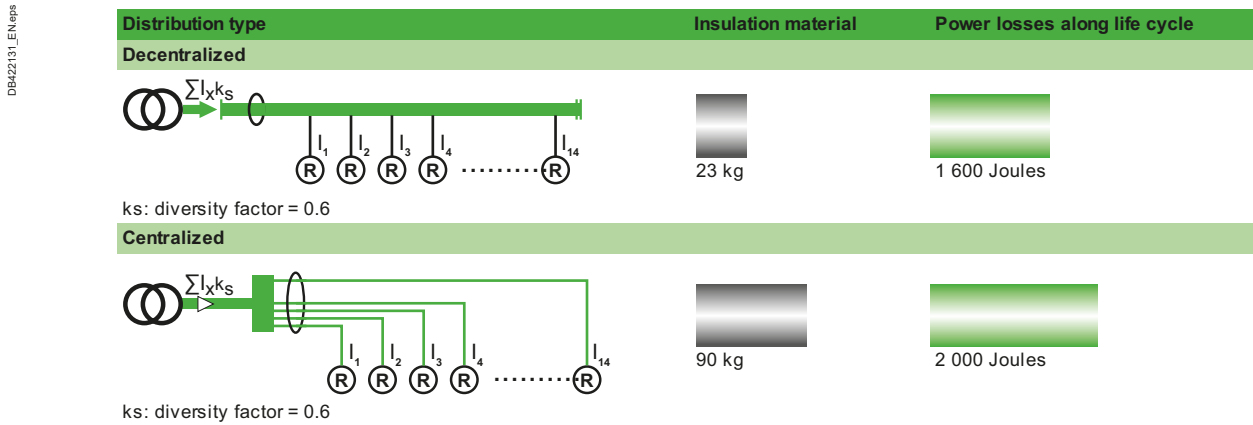 DB422131_EN.eps
Distribution type Insulation material Power losses along life cycle
Decentralized
∑Ixks
I1 I2 I3 I4 I14
R R R R ..........R
23 kg 1 600 Joules
ks: diversity factor = 0.6
Centralized
∑Ixks
I1 I2 I3 I4 I14
R R R R ..........R
90 kg 2 000 Joules
ks: diversity factor = 0.6